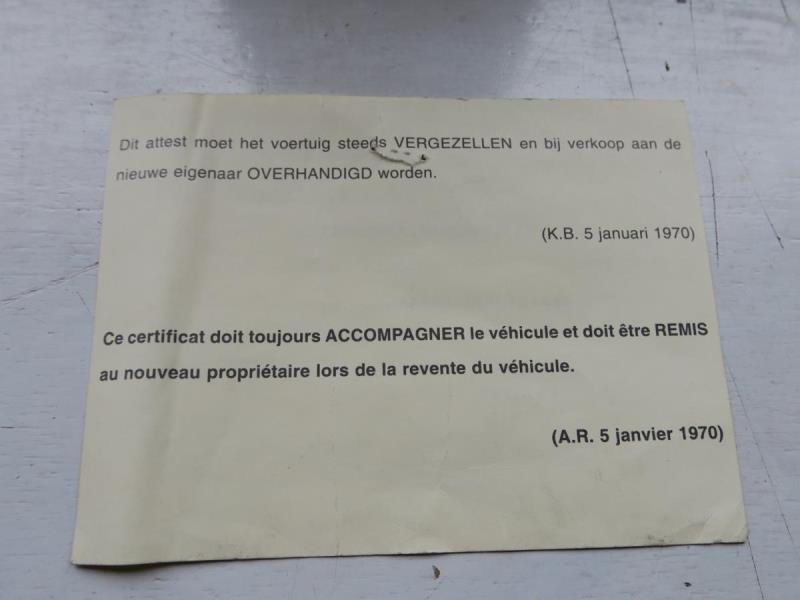 Dit attest moet het voertuig steeds VERGEZELLEN en bij verkoop aan de
nieuwe eigenaar OVERHANDIGD worden.
(K.B. 5 januari 1970)
Ce certificat doit toujours ACCOMPAGNER le véhicule et doit être REMIS
au nouveau propriétaire lors de la revente du véhicule.
(A.R. 5 janvier 1970)